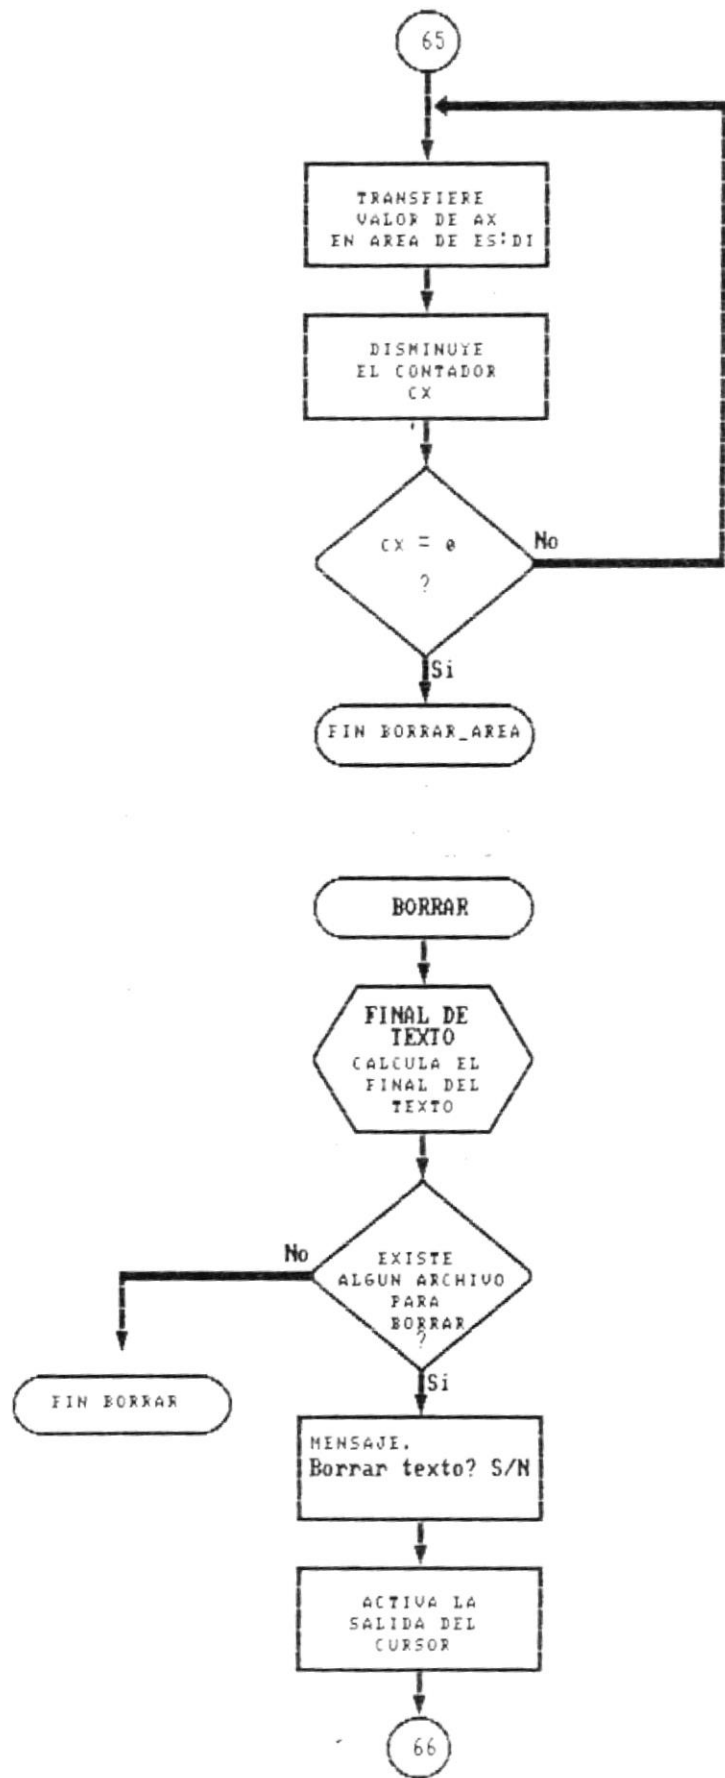 65
TRANSFIERE
VALOR DE AX
EN AREA DE ES:DI
DISMINUYE
EL CONTADOR
CX
CX = 0
?
No
Si
FIN BORRAR_AREA
BORRAR
FINAL DE
TEXTO
CALCULA EL
FINAL DEL
TEXTO
No
EXISTE
ALGUN ARCHIVO
PARA
BORRAR
?
Si
FIN BORRAR
MENSAJE.
Borrar texto? S/N
ACTIVA LA
SALIDA DEL
CURSOR
66